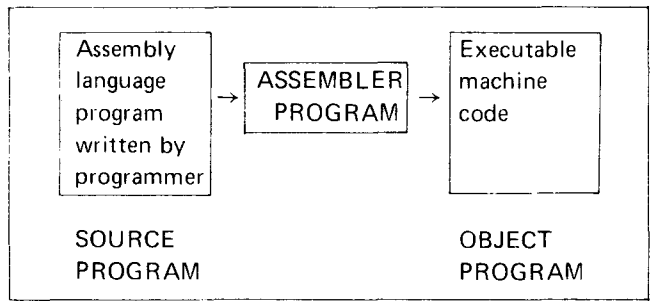 Assembly
language
program
written by
programmer
→ ASSEMBLER
PROGRAM →
Executable
machine
code
SOURCE
PROGRAM
OBJECT
PROGRAM